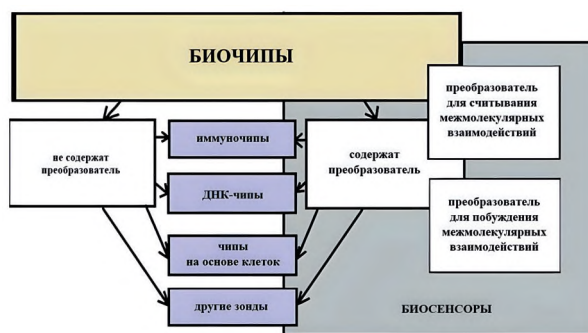 БИОЧИПЫ
преобразователь
для считывания
межмолекулярных
взаимодействий
не содержат
преобразователь
иммуночипы
содержат
преобразователь
ДНК-чипы
преобразователь
для побуждения
межмолекулярных
взаимодействий
чипы
на основе клеток
другие зонды
БИОСЕНСОРЫ